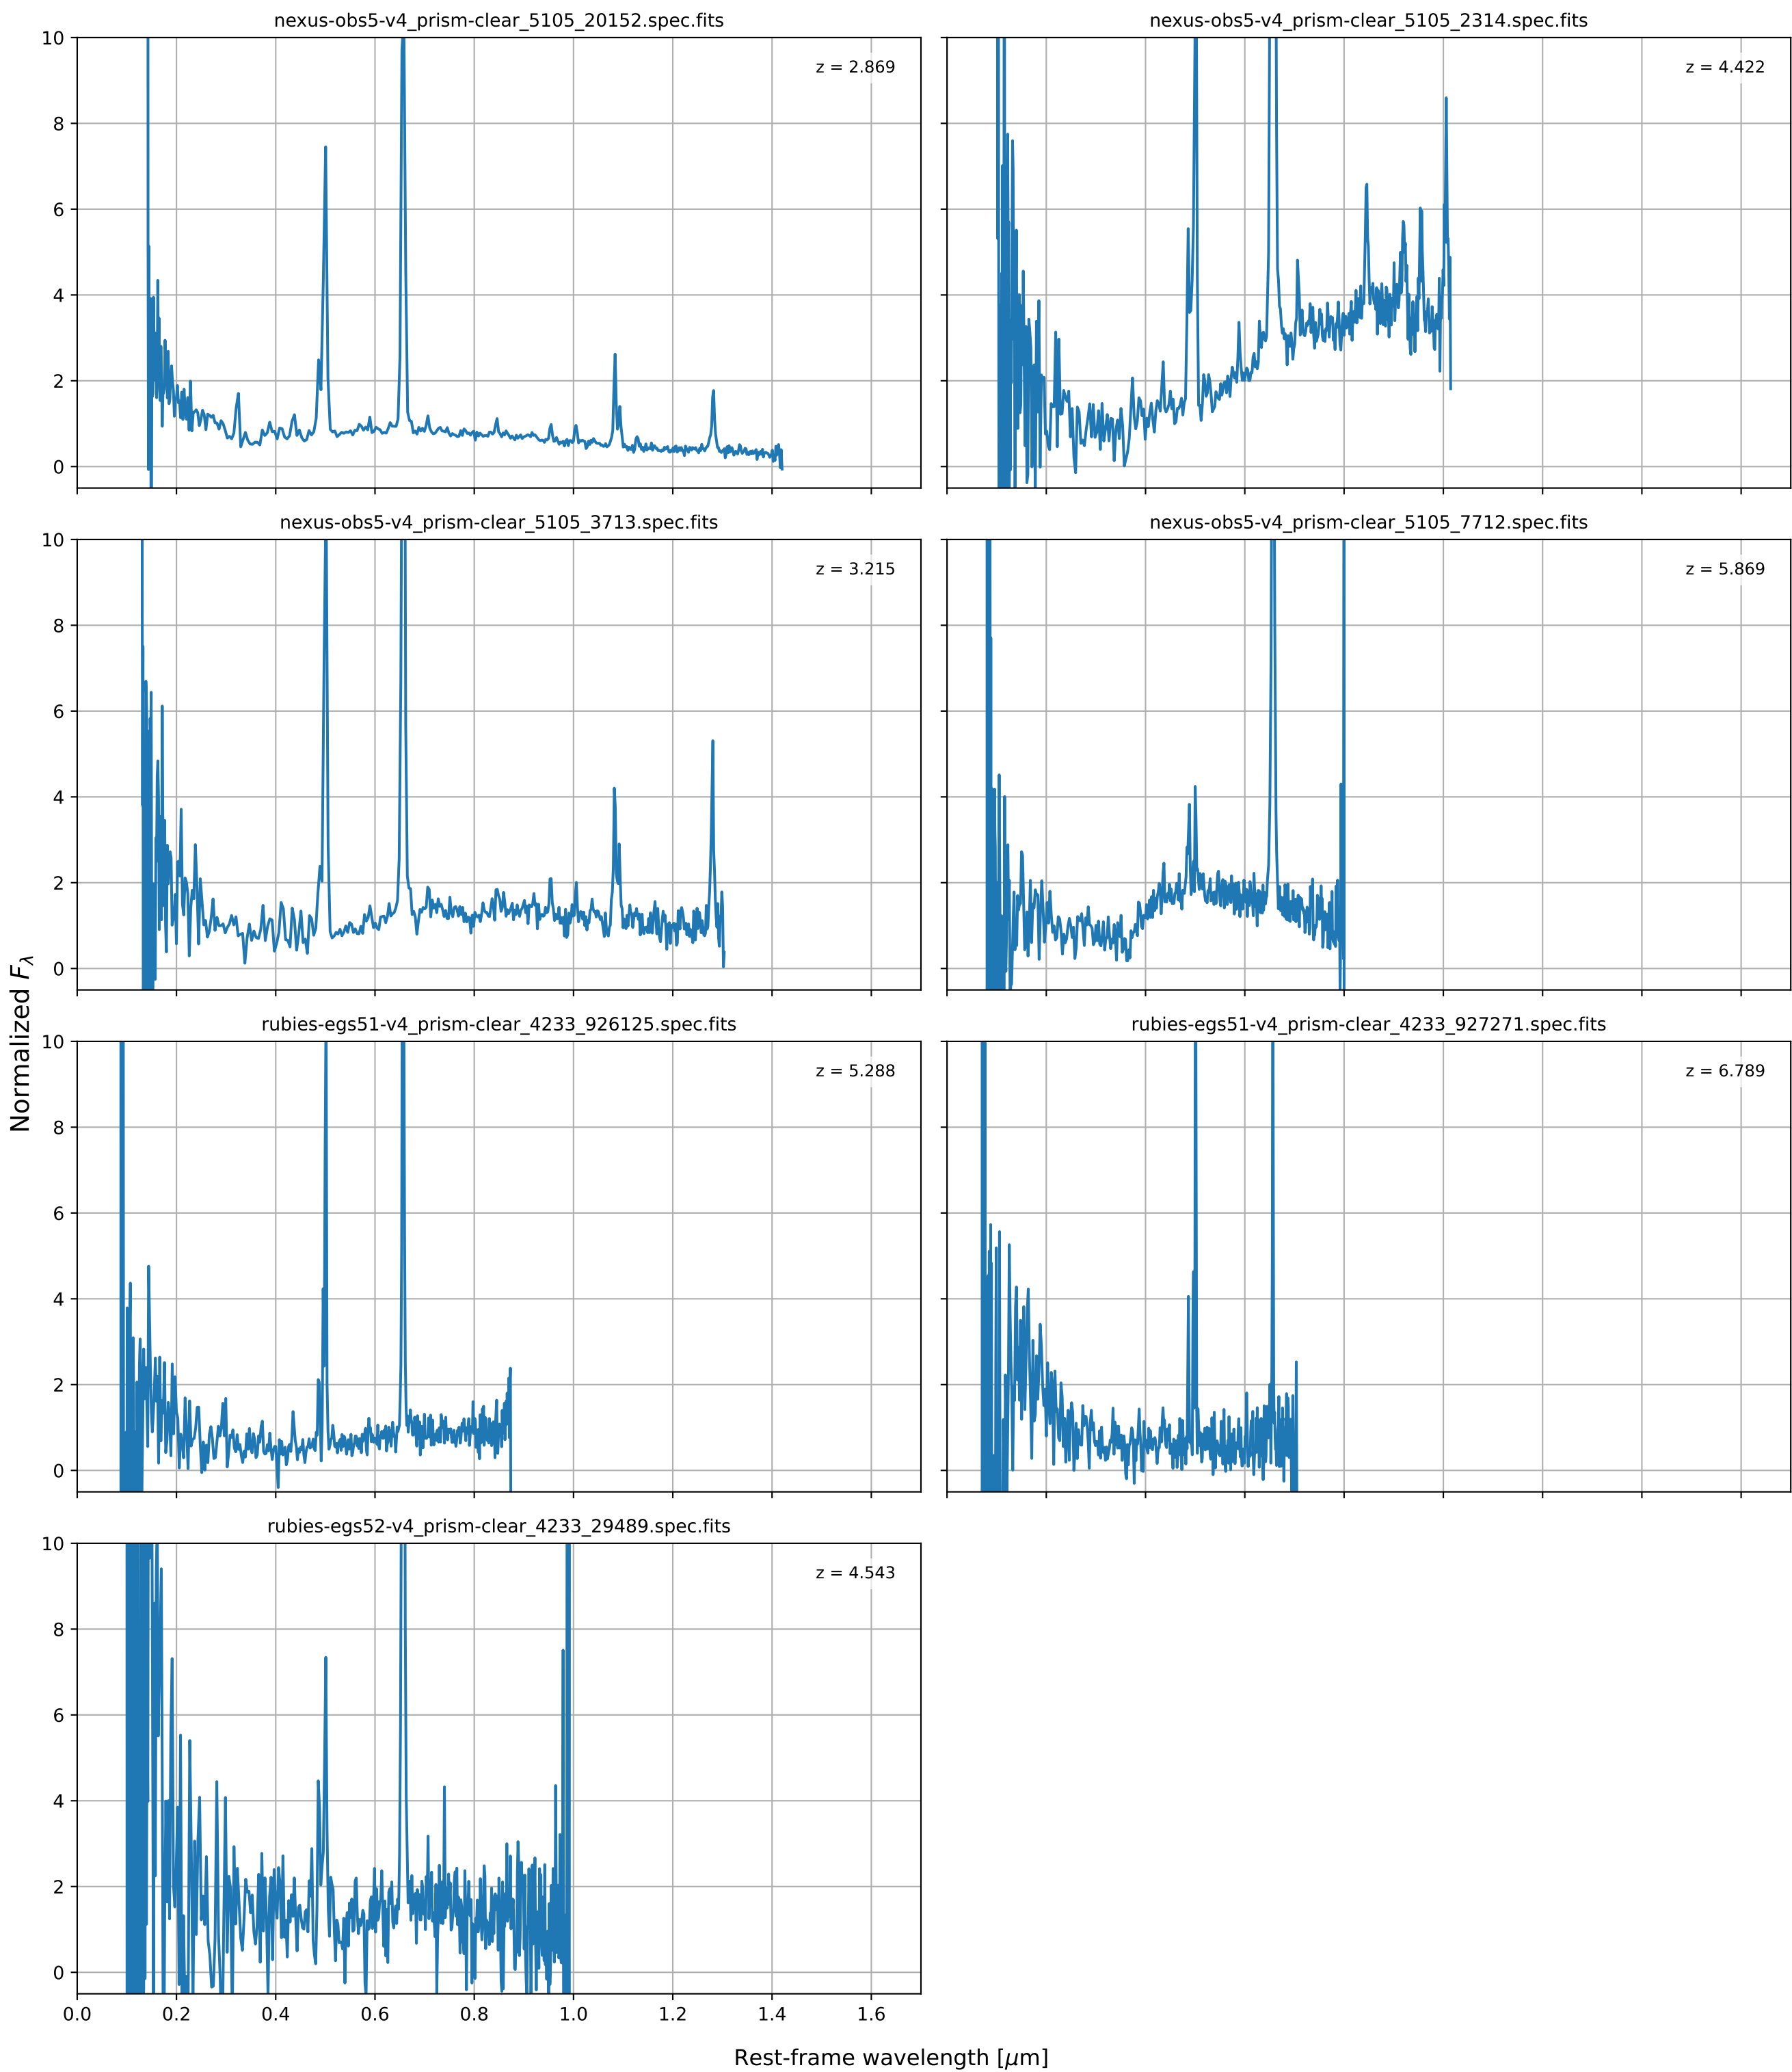 nexus-obs5-v4_prism-clear_5105_20152.spec.fits
nexus-obs5-v4_prism-clear_5105_2314.spec.fits
10
8
6
4
2
0
z = 2.869
z = 4.422
nexus-obs5-v4_prism-clear_5105_3713.spec.fits
nexus-obs5-v4_prism-clear_5105_7712.spec.fits
10
8
6
4
2
0
z = 3.215
z = 5.869
Normalized Fλ
rubies-egs51-v4_prism-clear_4233_926125.spec.fits
rubies-egs51-v4_prism-clear_4233_927271.spec.fits
10
8
6
4
2
0
z = 5.288
z = 6.789
rubies-egs52-v4_prism-clear_4233_29489.spec.fits
10
8
6
4
2
0
z = 4.543
0.0 0.2 0.4 0.6 0.8 1.0 1.2 1.4 1.6
Rest-frame wavelength [μm]